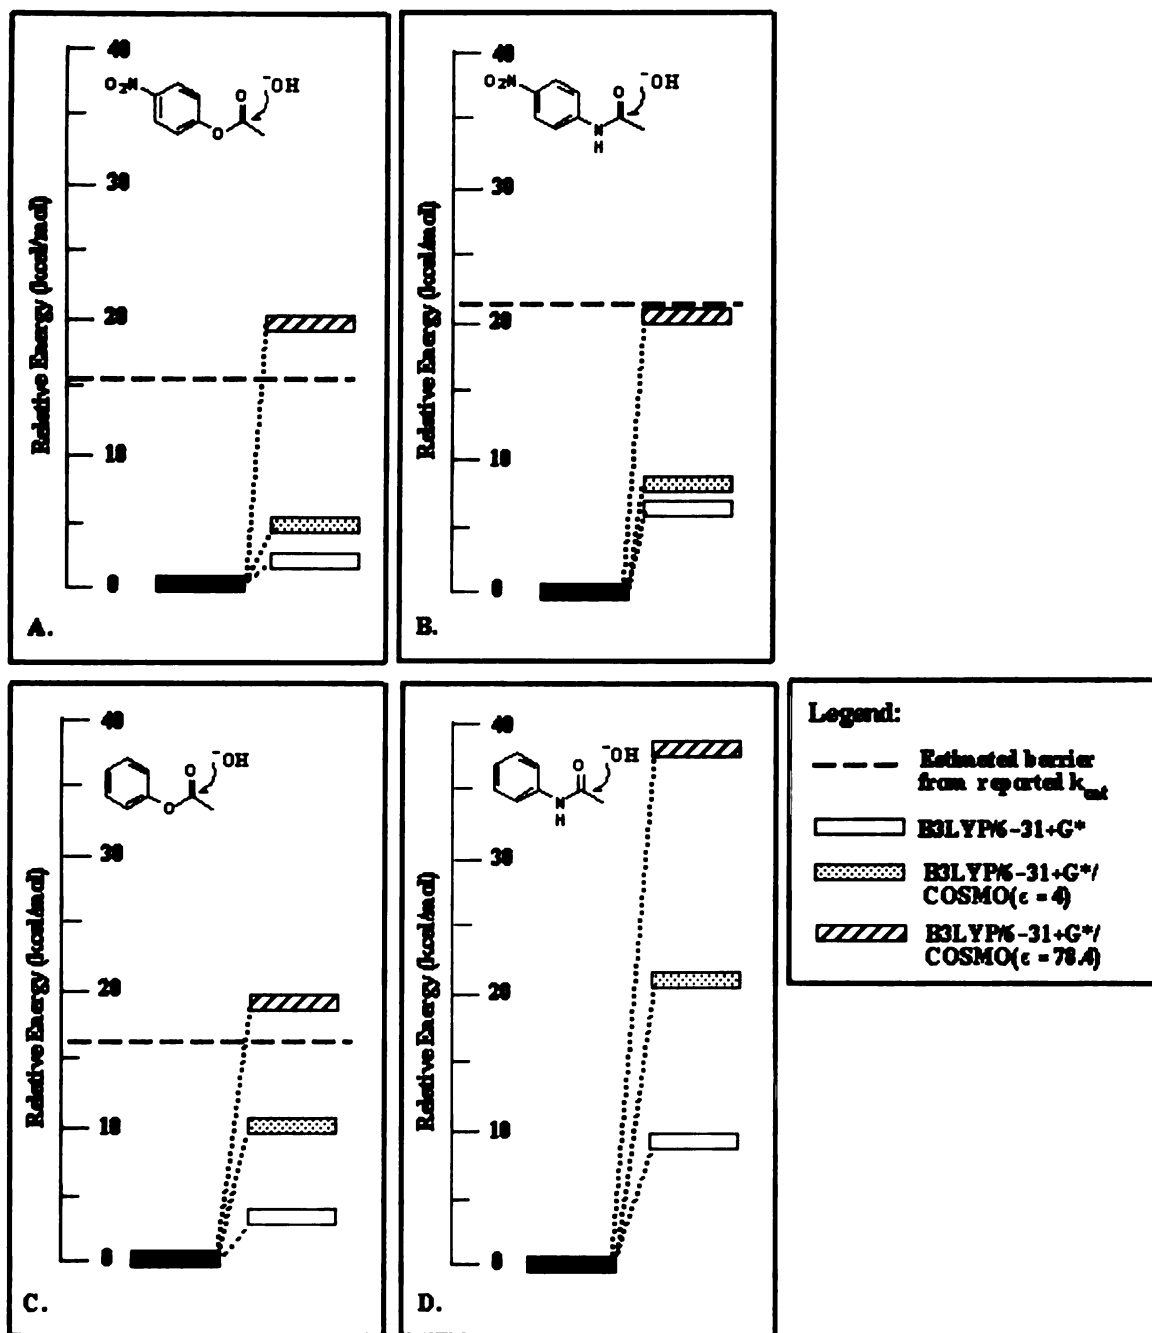 40
30
20
10
0
Relative Energy (kcal/mol)
O₂N
O
O
⁻OH
A.
40
30
20
10
0
Relative Energy (kcal/mol)
O₂N
N
H
O
⁻OH
B.
40
30
20
10
0
Relative Energy (kcal/mol)
O
O
⁻OH
C.
40
30
20
10
0
Relative Energy (kcal/mol)
N
H
O
⁻OH
D.
Legend:
Estimated barrier
from reported k_cat
B3LYP/6-31+G*
B3LYP/6-31+G*/
COSMO(ε = 4)
B3LYP/6-31+G*/
COSMO(ε = 78.4)